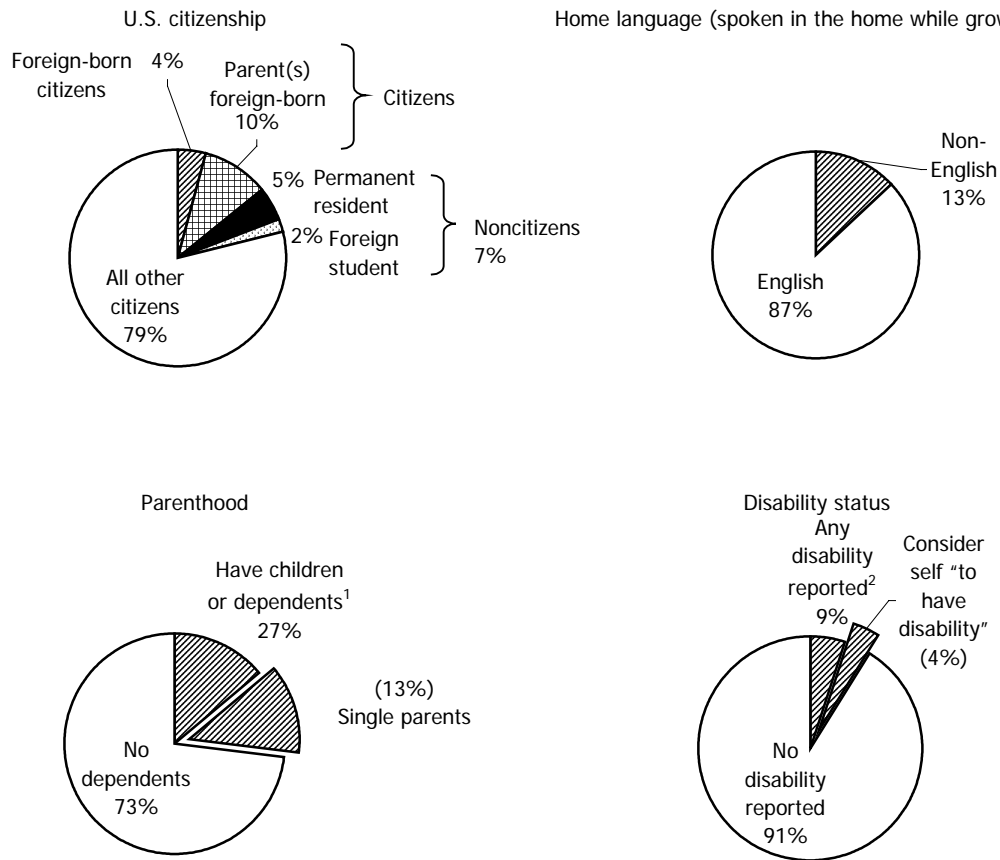 U.S. citizenship
Foreign-born
citizens
4%
Parent(s)
foreign-born
10%
Citizens
5% Permanent
resident
2% Foreign
student
Noncitizens
7%
All other
citizens
79%
Home language (spoken in the home while grow
Non-
English
13%
English
87%
Parenthood
Have children
or dependents¹
27%
(13%)
Single parents
No
dependents
73%
Disability status
Any
disability
reported²
9%
Consider
self "to
have
disability"
(4%)
No
disability
reported
91%